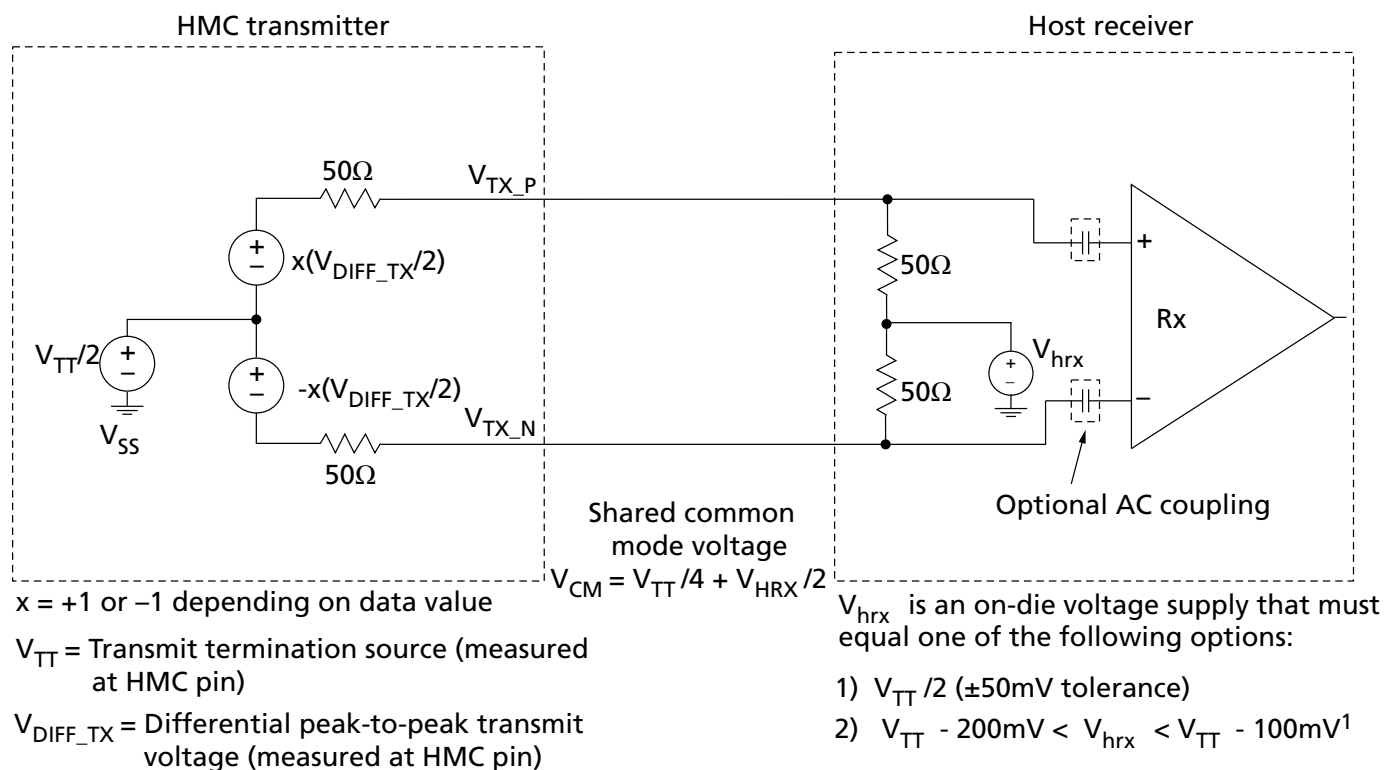 HMC transmitter
Host receiver
50Ω
V_TX_P
+
–
x(V_DIFF_TX/2)
V_TT/2
+
–
V_SS
+
–
-x(V_DIFF_TX/2)
V_TX_N
50Ω
50Ω
50Ω
+
-
V_hrx
+
Rx
–
Optional AC coupling
Shared common
mode voltage
V_CM = V_TT /4 + V_HRX /2
x = +1 or –1 depending on data value
V_TT = Transmit termination source (measured
at HMC pin)
V_DIFF_TX = Differential peak-to-peak transmit
voltage (measured at HMC pin)
V_hrx is an on-die voltage supply that must
equal one of the following options:
1) V_TT /2 (±50mV tolerance)
2) V_TT - 200mV < V_hrx < V_TT - 100mV¹